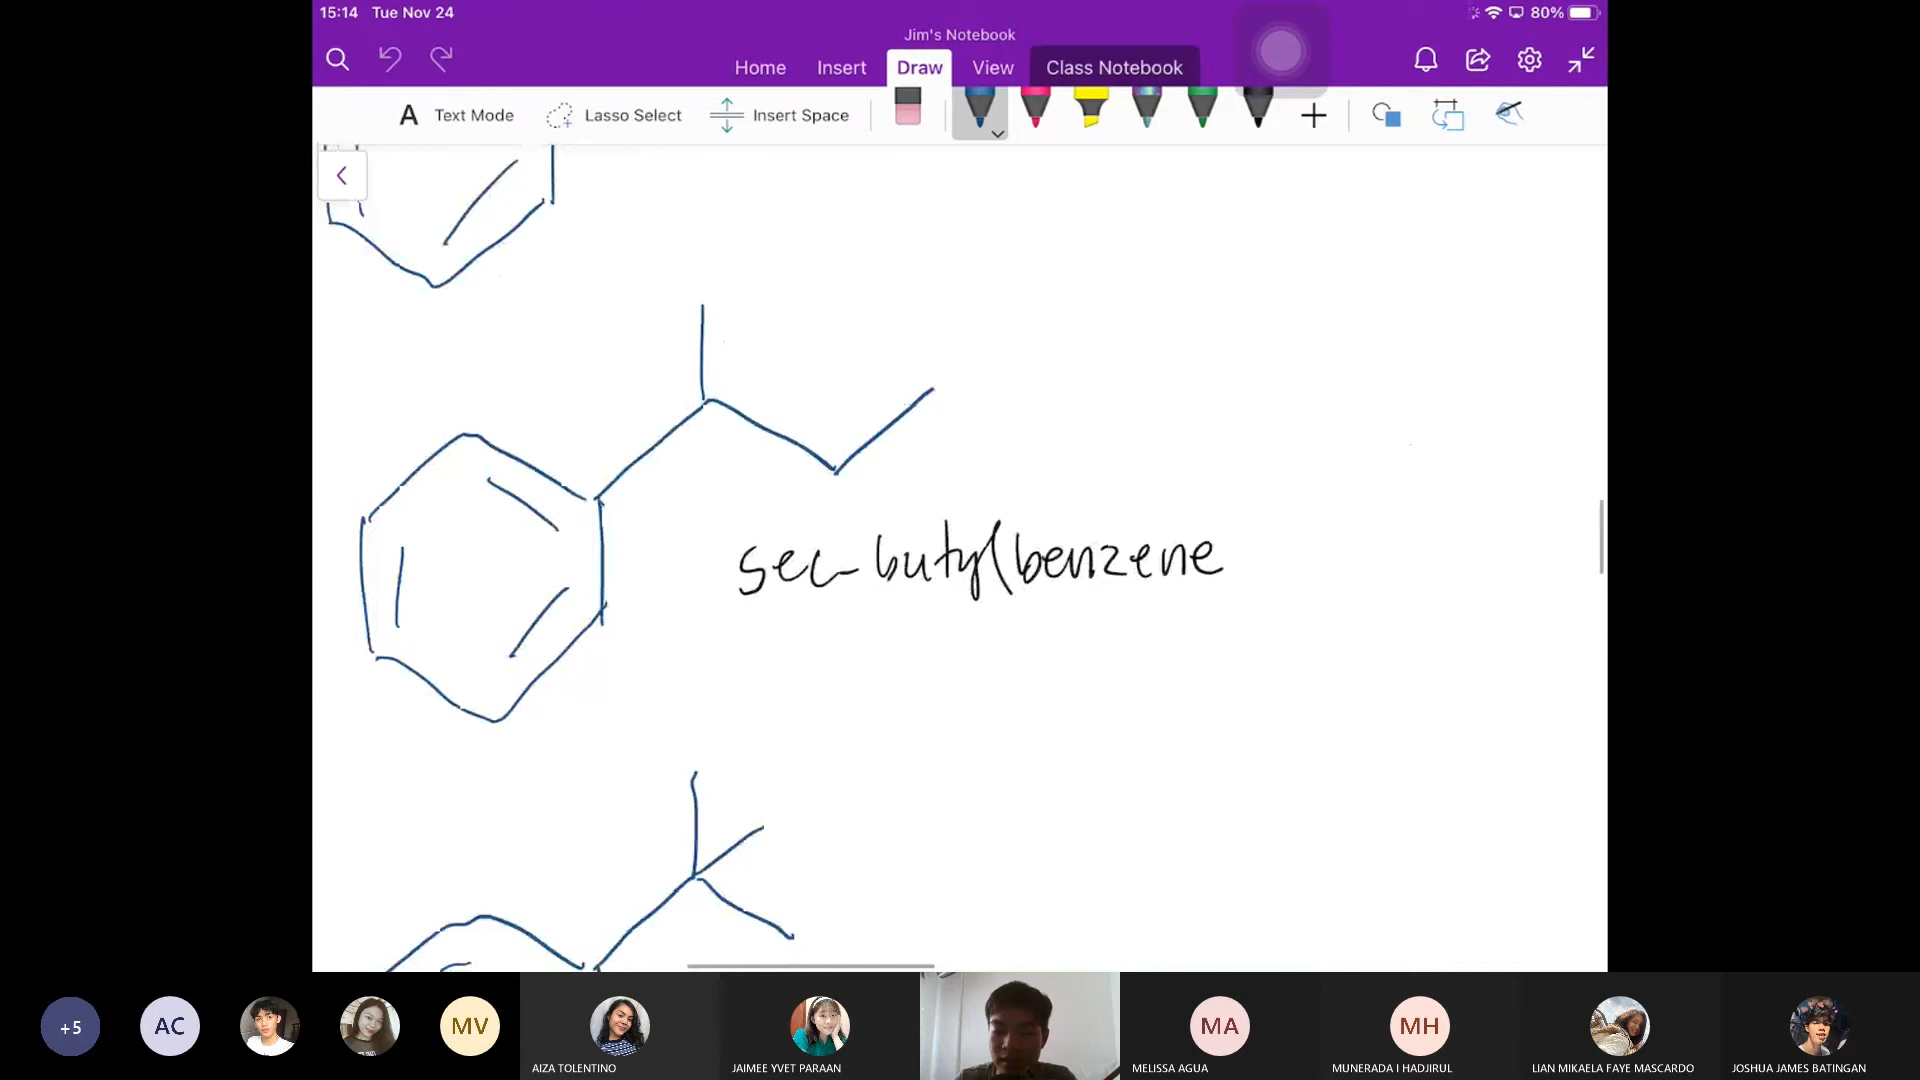 15:14 Tue Nov 24
80%
Jim's Notebook
Home Insert Draw View Class Notebook
A Text Mode Lasso Select Insert Space
sec-butylbenzene
+5 AC MV MA MH
AIZA TOLENTINO JAIMEE YVET PARAAN MELISSA AGUA MUNERADA I HADJIRUL LIAN MIKAELA FAYE MASCARDO JOSHUA JAMES BATINGAN